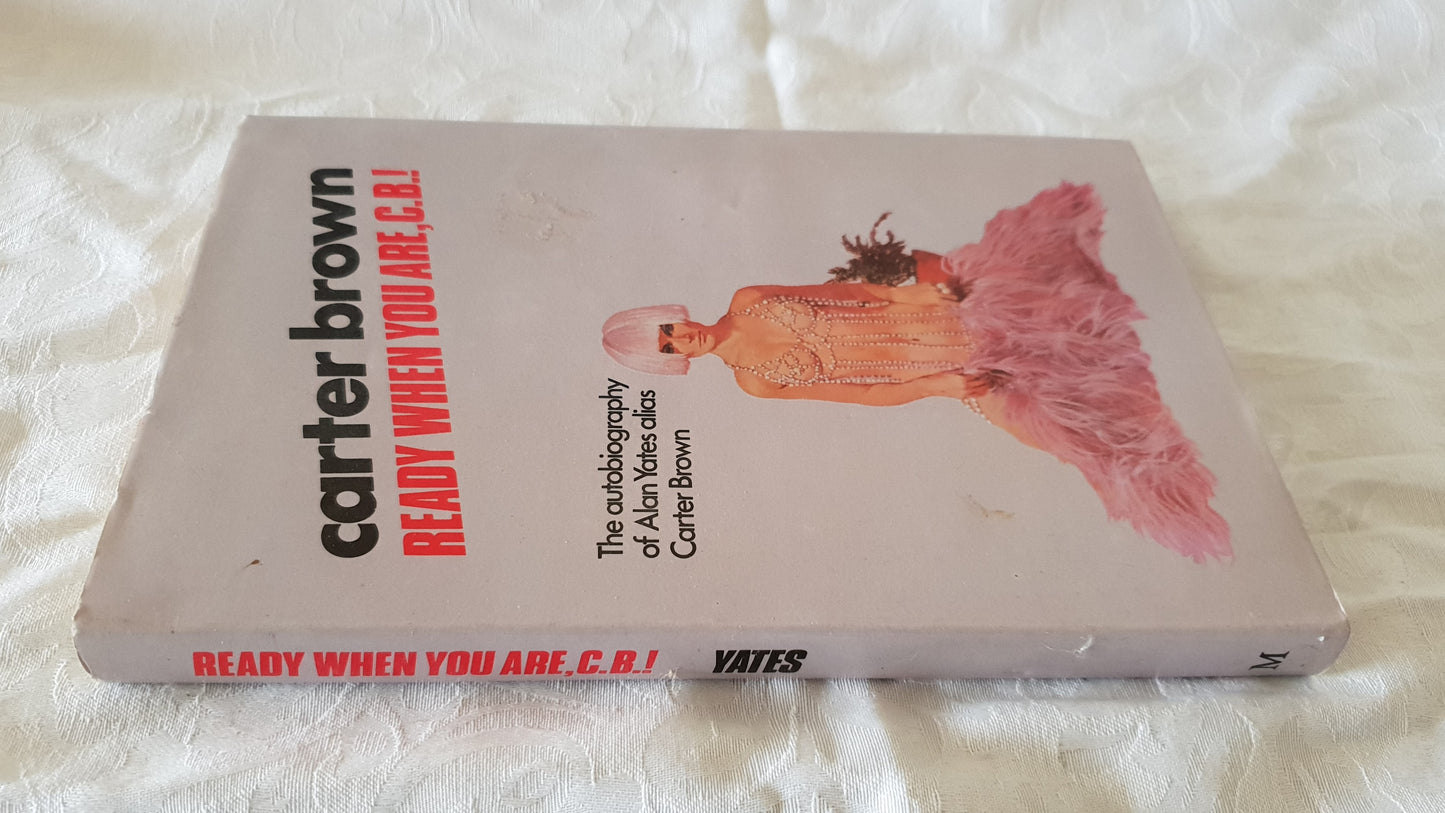 carter brown
READY WHEN YOU ARE, C.B.!
The autobiography
of Alan Yates alias
Carter Brown
READY WHEN YOU ARE, C.B.! YATES M